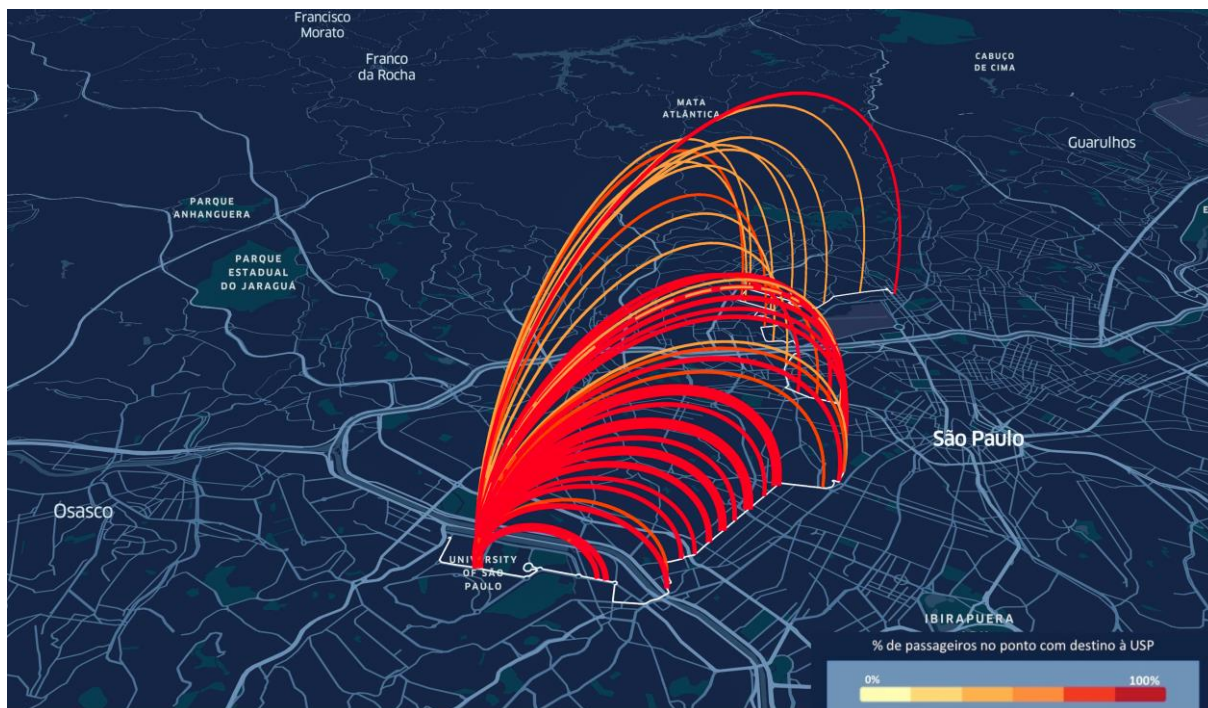 Francisco
Morato
Franco
da Rocha
CABUÇO
DE CIMA
MATA
ATLÂNTICA
Guarulhos
PARQUE
ANHANGUERA
E
PARQUE
ESTADUAL
DO JARAGUÁ
São Paulo
Osasco
UNIVERSITY
OF SÃO
PAULO
IBIRAPUERA
% de passageiros no ponto com destino à USP
0%
100%